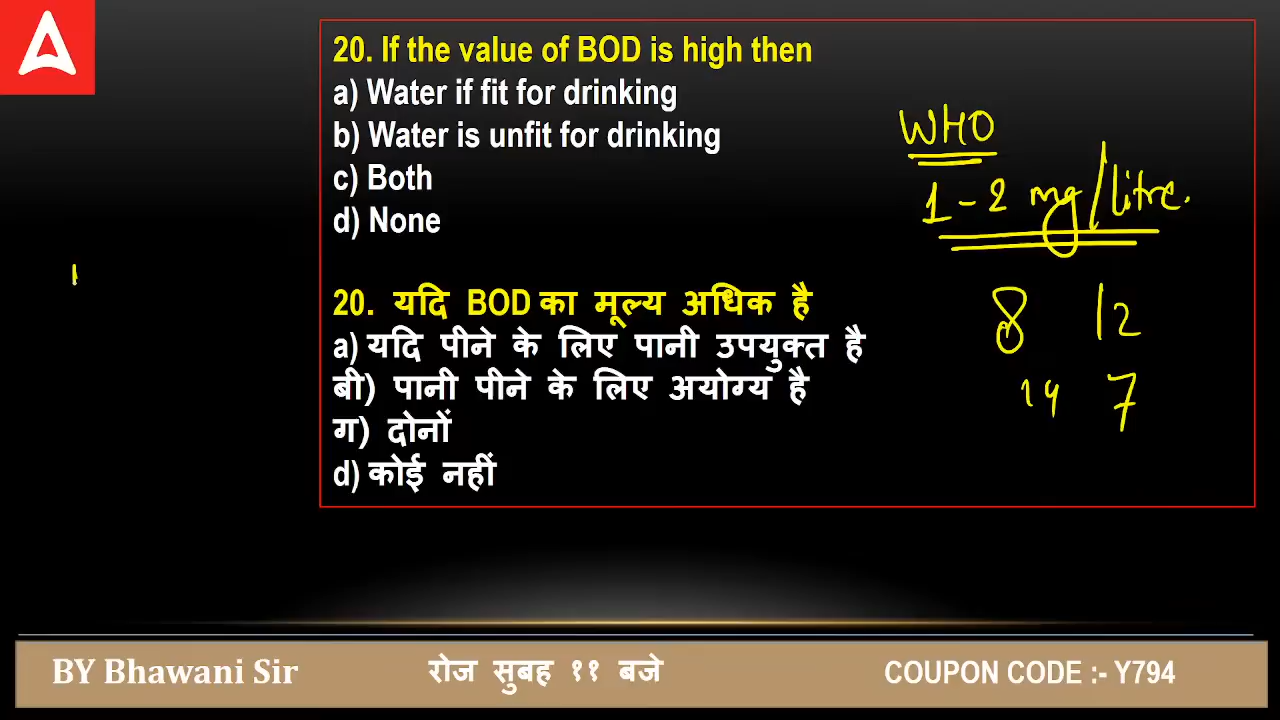 20. If the value of BOD is high then
a) Water if fit for drinking
b) Water is unfit for drinking
c) Both
d) None
20. यदि BOD का मूल्य अधिक है
a) यदि पीने के लिए पानी उपयुक्त है
बी) पानी पीने के लिए अयोग्य है
ग) दोनों
d) कोई नहीं
WHO
1-2 mg/litre.
8 12
14 7
BY Bhawani Sir रोज सुबह ११ बजे COUPON CODE :- Y794